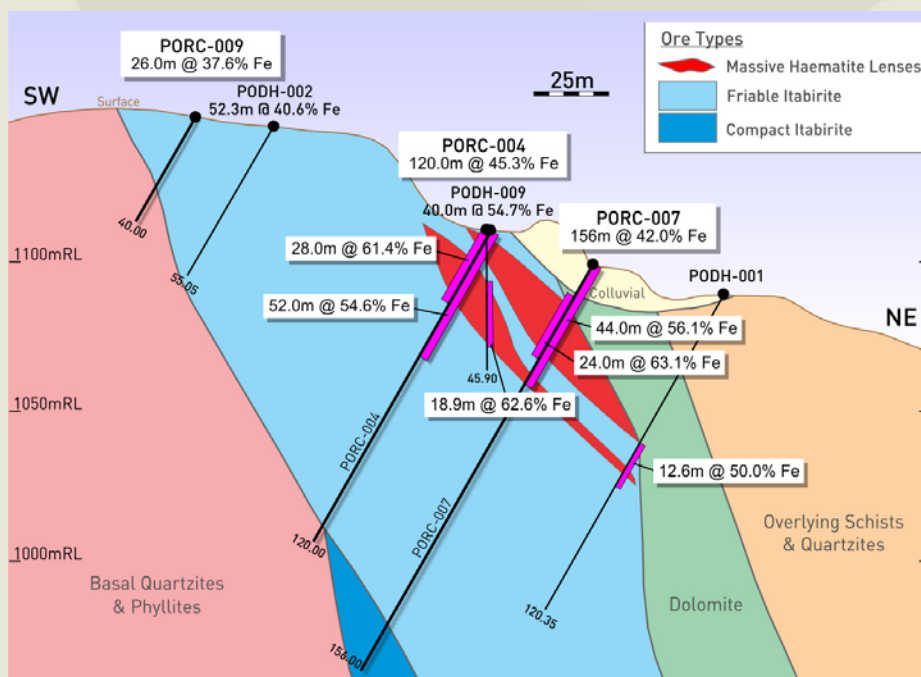 PORC-009
26.0m @ 37.6% Fe
PODH-002
52.3m @ 40.6% Fe
SW
Surface
25m
Ore Types
Massive Haematite Lenses
Friable Itabirite
Compact Itabirite
PORC-004
120.0m @ 45.3% Fe
PODH-009
40.0m @ 54.7% Fe
PORC-007
156m @ 42.0% Fe
PODH-001
NE
40.00
55.05
1100mRL
28.0m @ 61.4% Fe
52.0m @ 54.6% Fe
Colluvial
44.0m @ 56.1% Fe
24.0m @ 63.1% Fe
45.90
18.9m @ 62.6% Fe
1050mRL
PORC-004
12.6m @ 50.0% Fe
PORC-007
120.00
1000mRL
Basal Quartzites
& Phyllites
156.00
120.35
Dolomite
Overlying Schists
& Quartzites